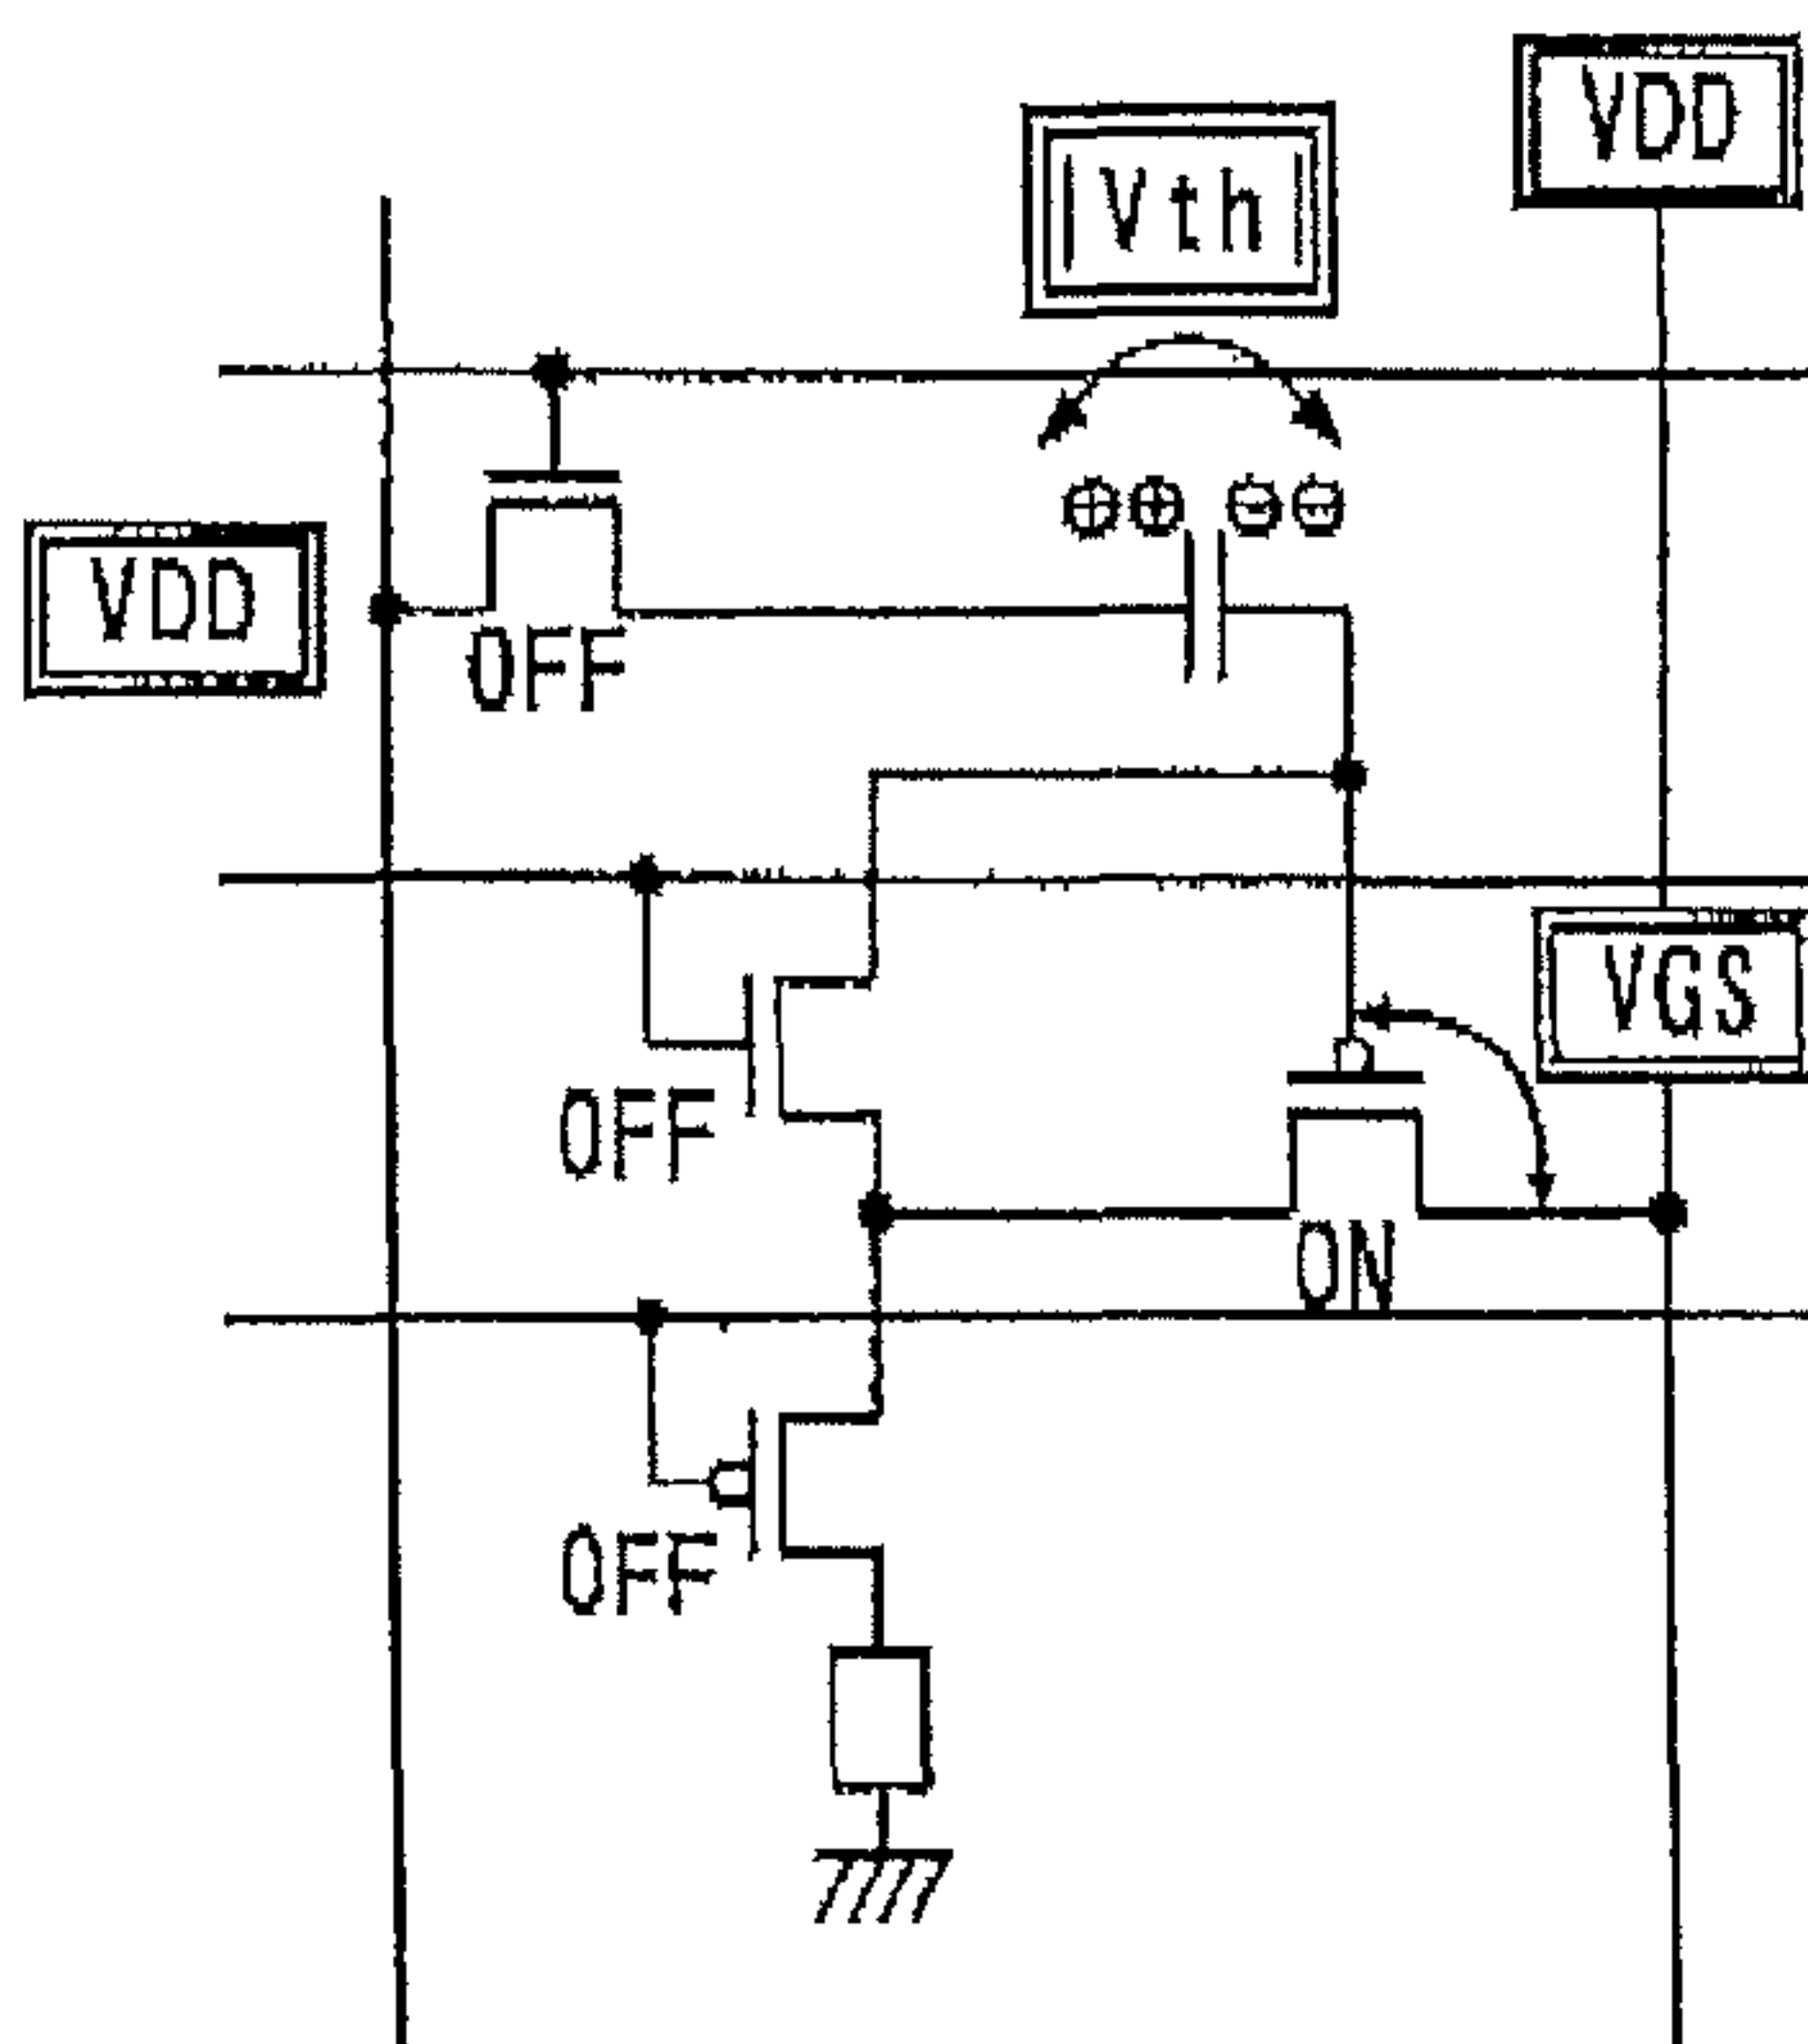 VDD
|Vth|
⊕⊕ ⊖⊖
VDD
OFF
VGS
OFF
ON
OFF